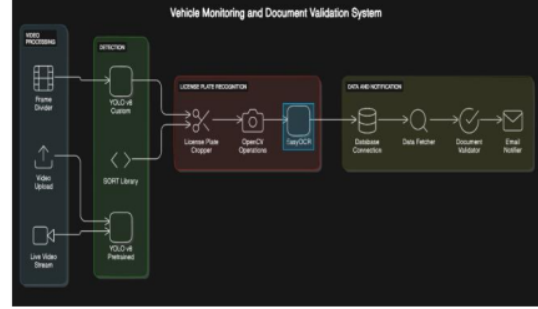 Vehicle Monitoring and Document Validation System
VIDEO
PROCESSING
DETECTION
LICENSE PLATE RECOGNITION
DATA AND NOTIFICATION
Frame
Divider
YOLO v8
Custom
License Plate
Cropper
OpenCV
Operations
EasyOCR
Database
Connection
Data Fetcher
Document
Validator
Email
Notifier
Video
Upload
SORT Library
Live Video
Stream
YOLO v8
Pretrained